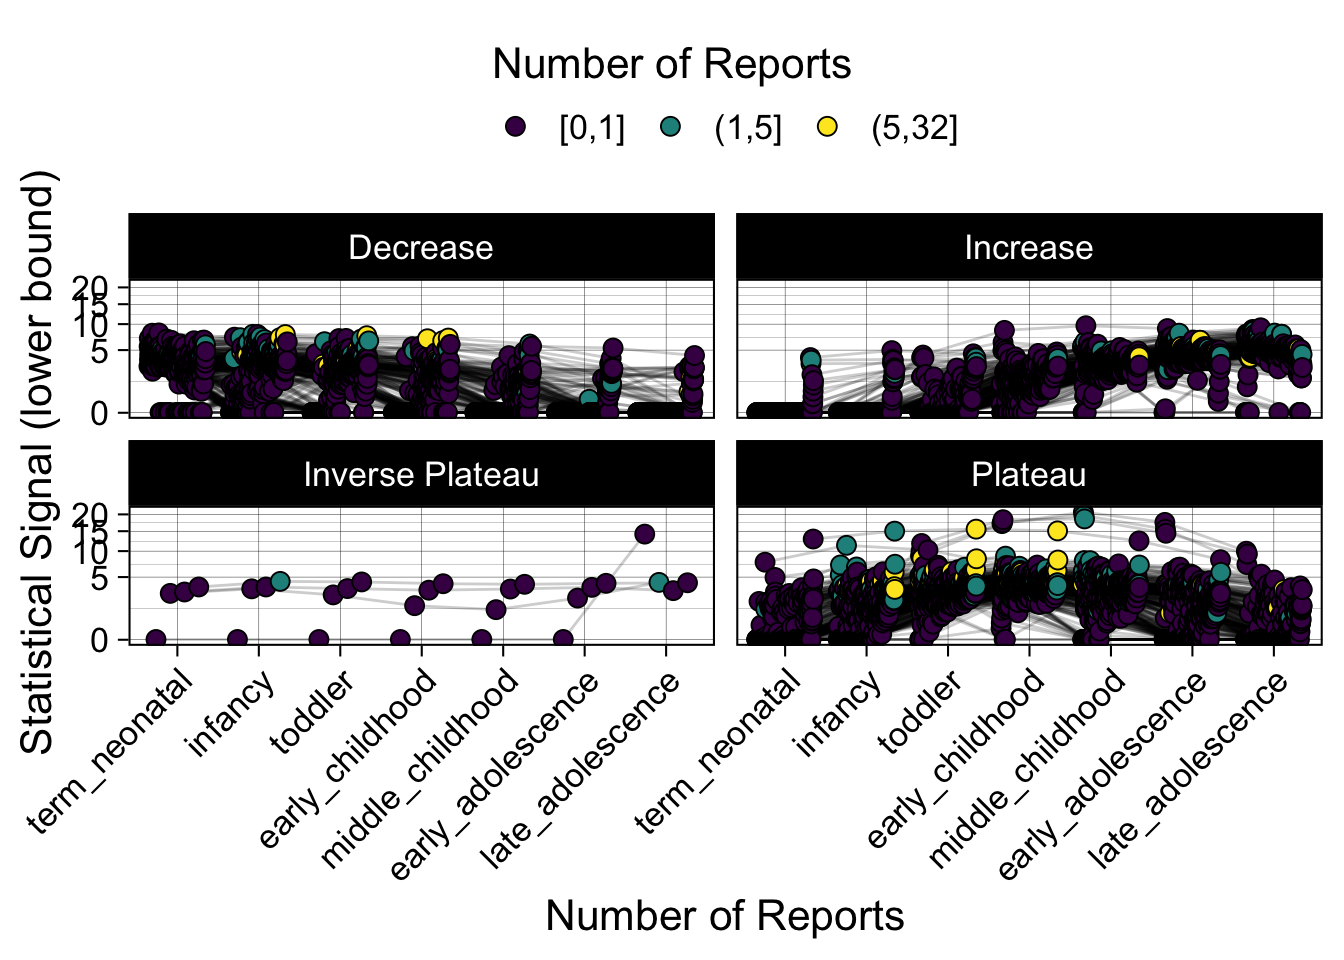 Number of Reports
[0,1] (1,5] (5,32]
Statistical Signal (lower bound)
Decrease Increase
20
15
10
5
0
Inverse Plateau Plateau
20
15
10
5
0
term_neonatal infancy toddler early_childhood middle_childhood early_adolescence late_adolescence
term_neonatal infancy toddler early_childhood middle_childhood early_adolescence late_adolescence
Number of Reports